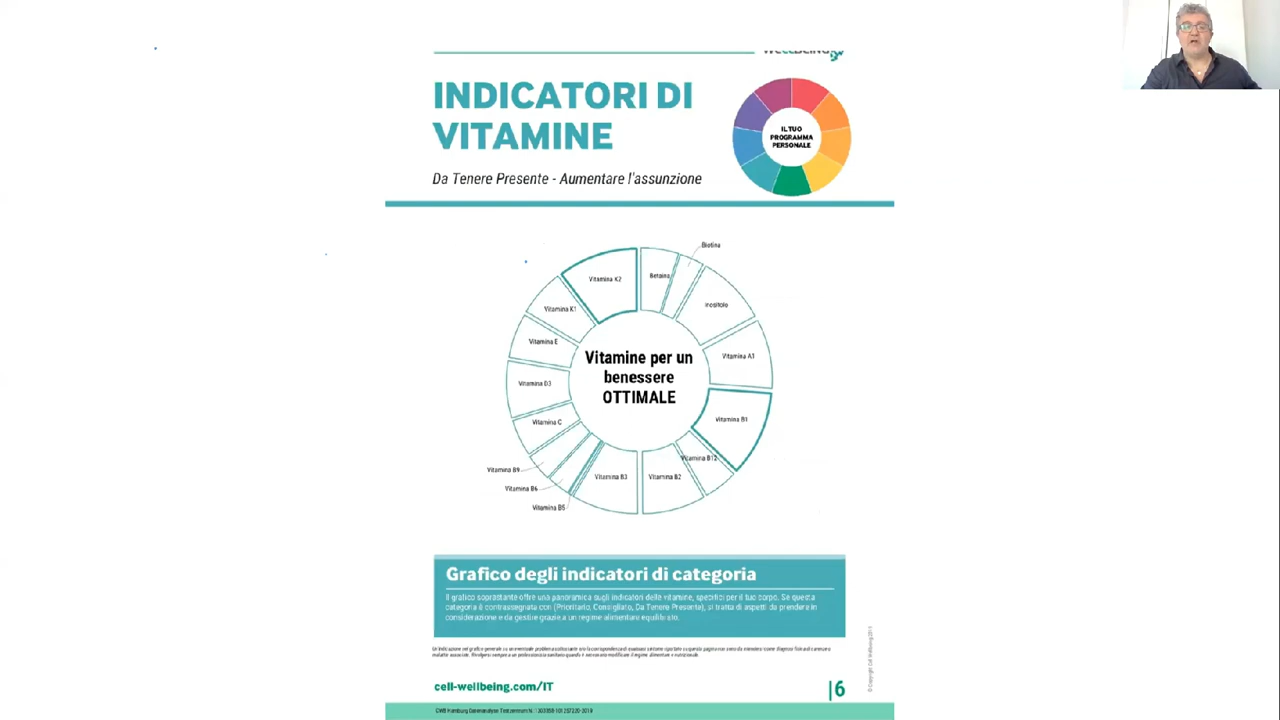 INDICATORI DI
VITAMINE
IL TUO
PROGRAMMA
PERSONALE
Da Tenere Presente - Aumentare l'assunzione
Biotina
Betaina
Vitamina K2
Inositolo
Vitamina K1
Vitamina E
Vitamina A1
Vitamine per un
benessere
OTTIMALE
Vitamina D3
Vitamina B1
Vitamina C
Vitamina B12
Vitamina B9
Vitamina B3
Vitamina B2
Vitamina B6
Vitamina B5
Grafico degli indicatori di categoria
Il grafico soprastante offre una panoramica sugli indicatori delle vitamine, specifici per il tuo corpo. Se questa
categoria è contrassegnata con (Prioritario, Consigliato, Da Tenere Presente), si tratta di aspetti da prendere in
considerazione e da gestire grazie a un regime alimentare equilibrato.
cell-wellbeing.com/IT
|6